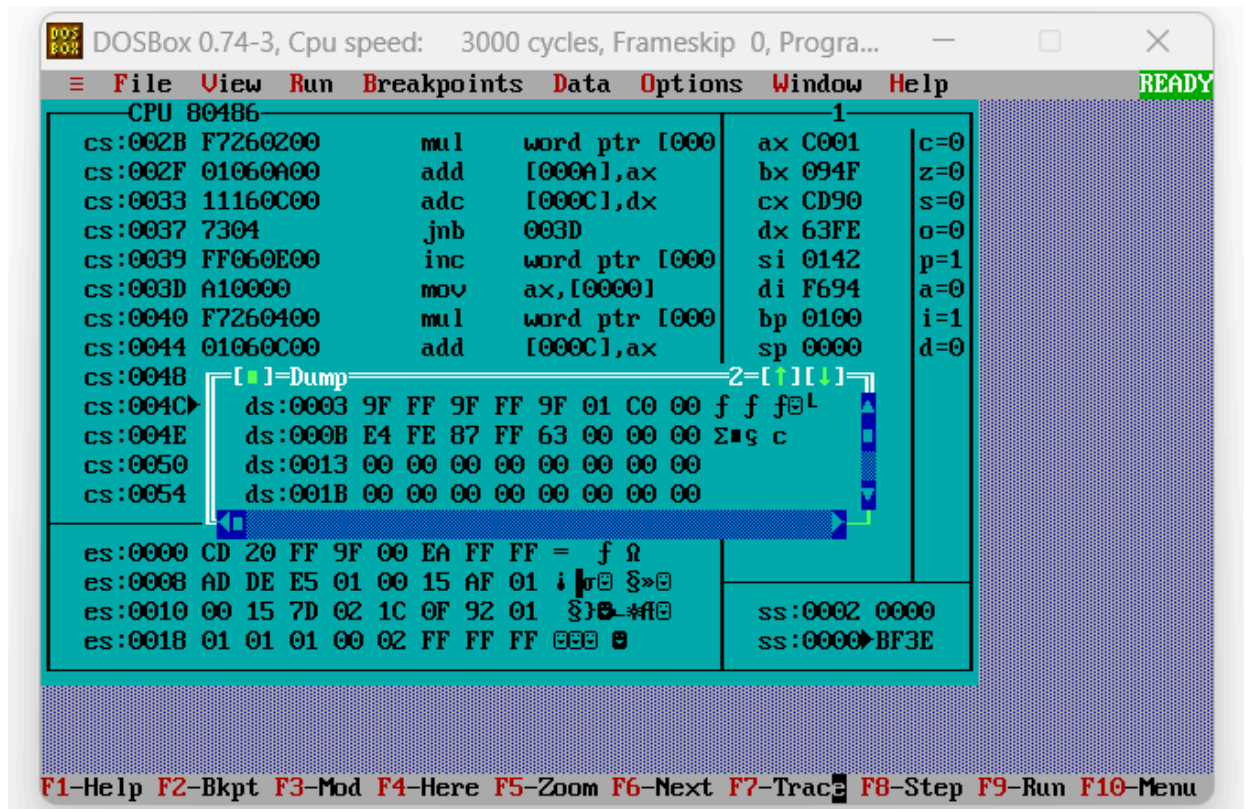 DOSBox 0.74-3, Cpu speed: 3000 cycles, Frameskip 0, Progra...
≡ File View Run Breakpoints Data Options Window Help READY
CPU 80486 1
cs:002B F7260200 mul word ptr [000 ax C001 c=0
cs:002F 01060A00 add [000A],ax bx 094F z=0
cs:0033 11160C00 adc [000C],dx cx CD90 s=0
cs:0037 7304 jnb 003D dx 63FE o=0
cs:0039 FF060E00 inc word ptr [000 si 0142 p=1
cs:003D A10000 mov ax,[0000] di F694 a=0
cs:0040 F7260400 mul word ptr [000 bp 0100 i=1
cs:0044 01060C00 add [000C],ax sp 0000 d=0
cs:0048 [■]=Dump 2=[↑][↓]
cs:004C► ds:0003 9F FF 9F FF 9F 01 C0 00 ƒ ƒ ƒ☺└
cs:004E ds:000B E4 FE 87 FF 63 00 00 00 Σ■ç c
cs:0050 ds:0013 00 00 00 00 00 00 00 00
cs:0054 ds:001B 00 00 00 00 00 00 00 00
es:0000 CD 20 FF 9F 00 EA FF FF = ƒ Ω
es:0008 AD DE E5 01 00 15 AF 01 ¡▐σ☺ §»☺
es:0010 00 15 7D 02 1C 0F 92 01 §}☻∟☼Æ☺ ss:0002 0000
es:0018 01 01 01 00 02 FF FF FF ☺☺☺ ☻ ss:0000►BF3E
F1-Help F2-Bkpt F3-Mod F4-Here F5-Zoom F6-Next F7-Trace F8-Step F9-Run F10-Menu